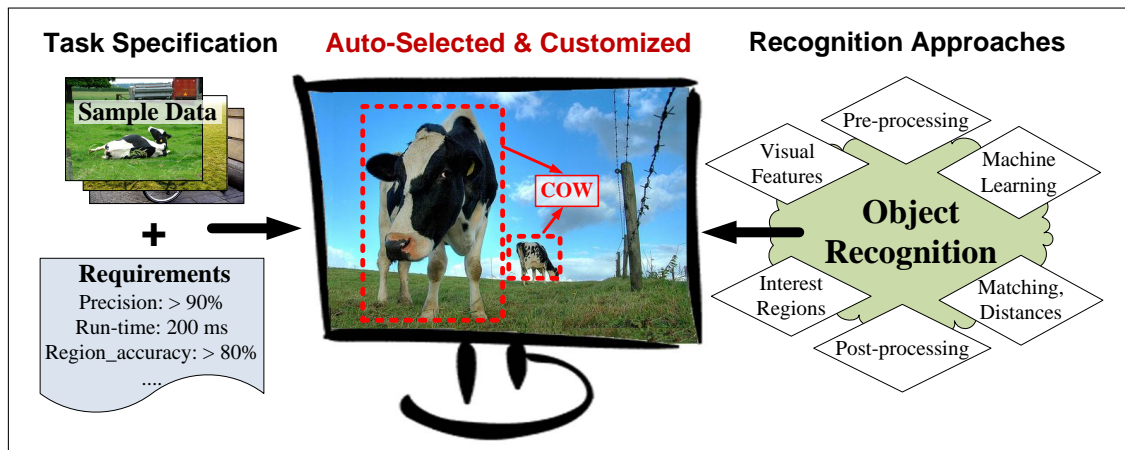 Task Specification
Sample Data
+
Requirements
Precision: > 90%
Run-time: 200 ms
Region_accuracy: > 80%
....
Auto-Selected & Customized
COW
Recognition Approaches
Pre-processing
Visual
Features
Machine
Learning
Object
Recognition
Interest
Regions
Matching,
Distances
Post-processing